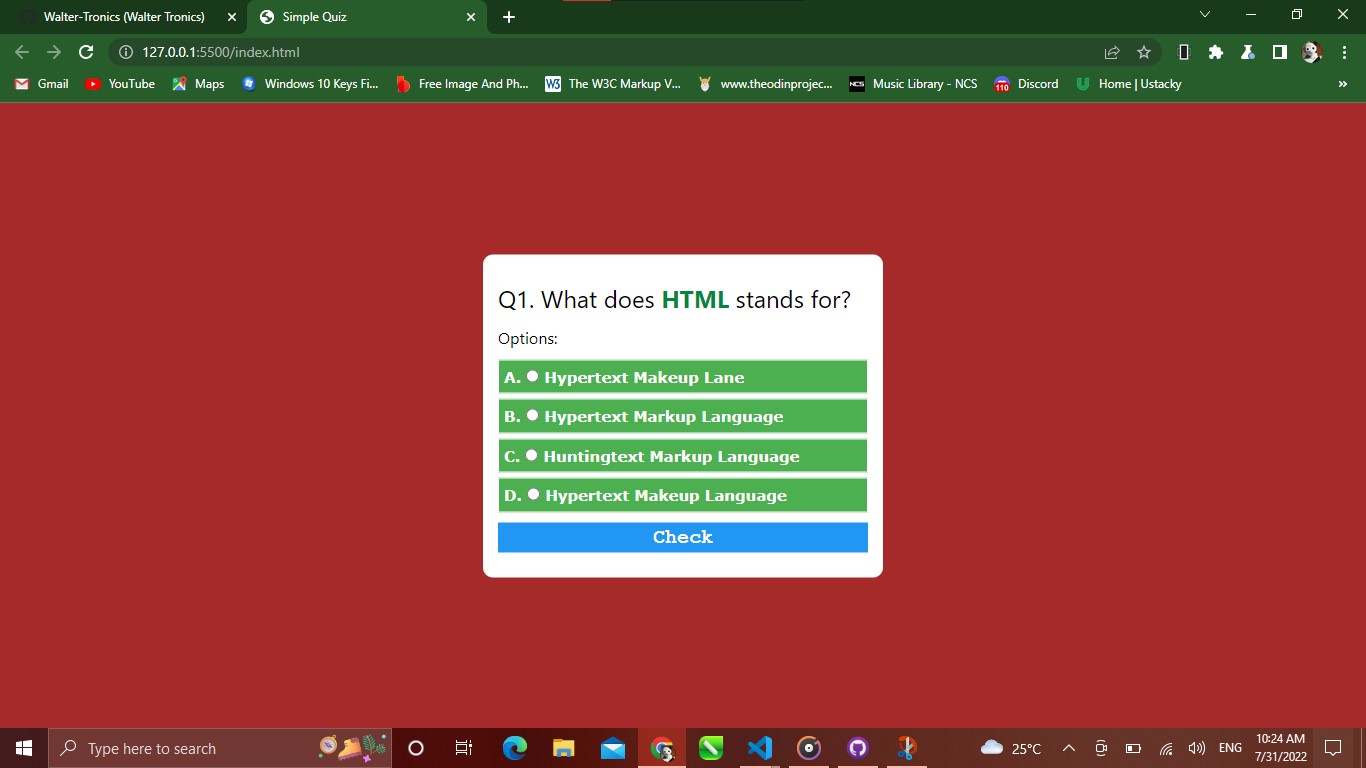 Walter-Tronics (Walter Tronics)
Simple Quiz
127.0.0.1:5500/index.html
Gmail
YouTube
Maps
Windows 10 Keys Fi...
Free Image And Ph...
W3
The W3C Markup V...
www.theodinprojec...
NCS
Music Library - NCS
110
Discord
Home | Ustacky
Q1. What does HTML stands for?
Options:
A. Hypertext Makeup Lane
B. Hypertext Markup Language
C. Huntingtext Markup Language
D. Hypertext Makeup Language
Check
Type here to search
25°C
ENG
10:24 AM
7/31/2022